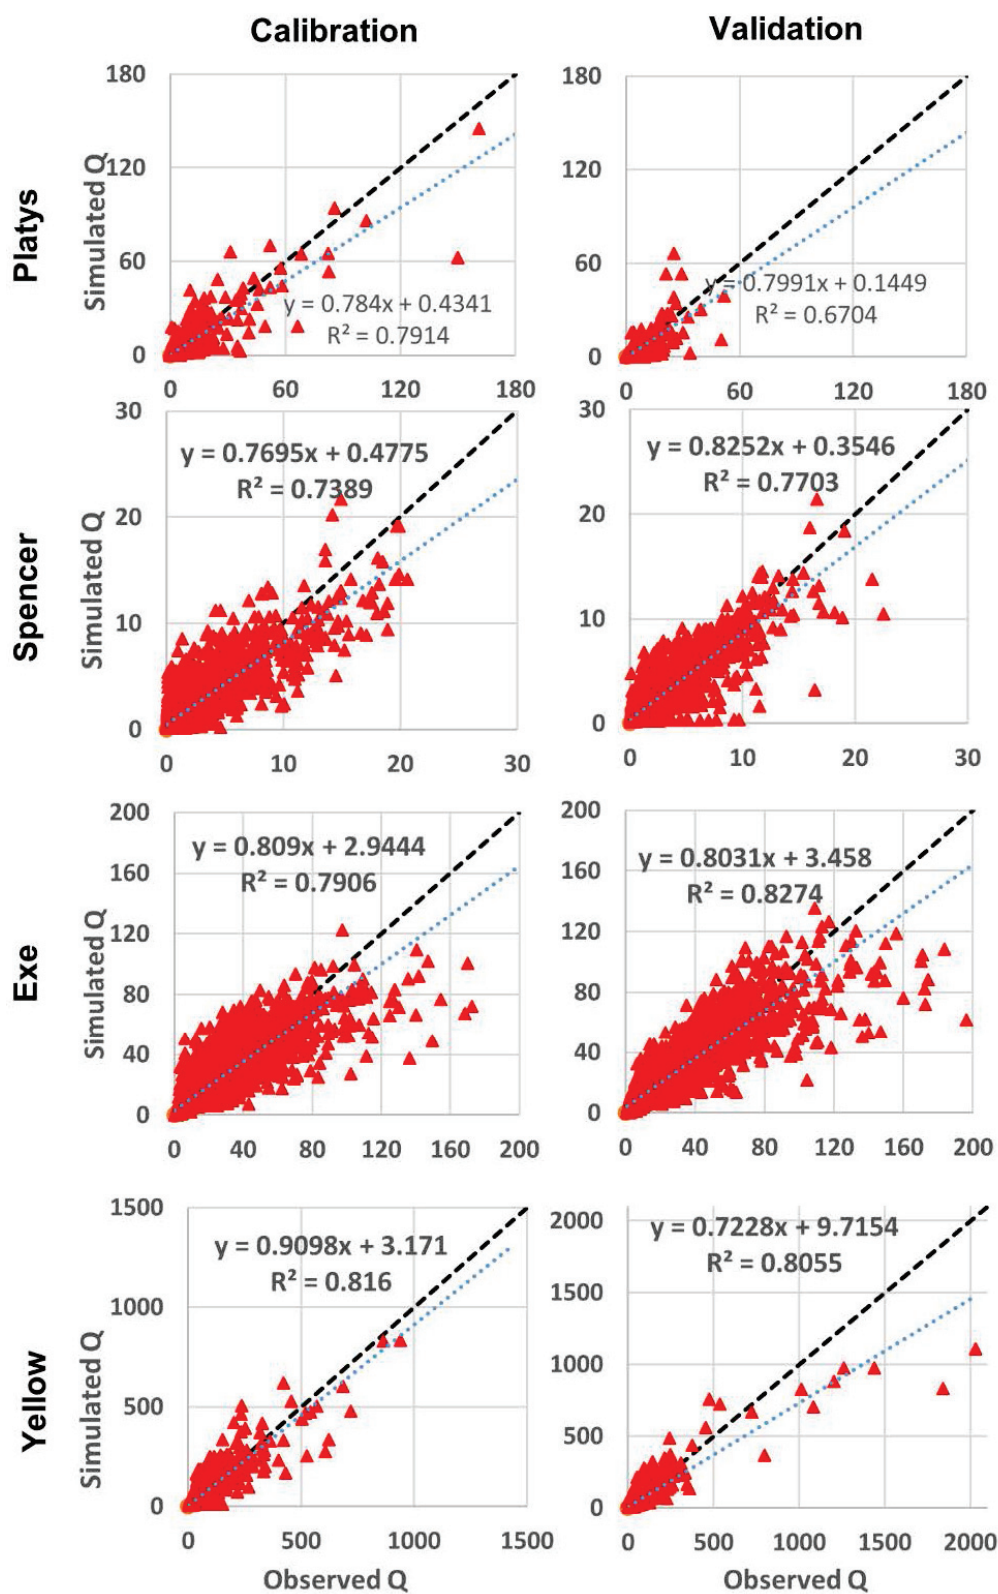 Calibration
Validation
Platys
Simulated Q
180
120
60
0
0
60
120
180
y = 0.784x + 0.4341
R² = 0.7914
180
120
60
0
0
60
120
180
y = 0.7991x + 0.1449
R² = 0.6704
Spencer
Simulated Q
30
20
10
0
0
10
20
30
y = 0.7695x + 0.4775
R² = 0.7389
30
20
10
0
0
10
20
30
y = 0.8252x + 0.3546
R² = 0.7703
Exe
Simulated Q
200
160
120
80
40
0
0
40
80
120
160
200
y = 0.809x + 2.9444
R² = 0.7906
200
160
120
80
40
0
0
40
80
120
160
200
y = 0.8031x + 3.458
R² = 0.8274
Yellow
Simulated Q
1500
1000
500
0
0
500
1000
1500
y = 0.9098x + 3.171
R² = 0.816
Observed Q
2000
1500
1000
500
0
0
500
1000
1500
2000
y = 0.7228x + 9.7154
R² = 0.8055
Observed Q